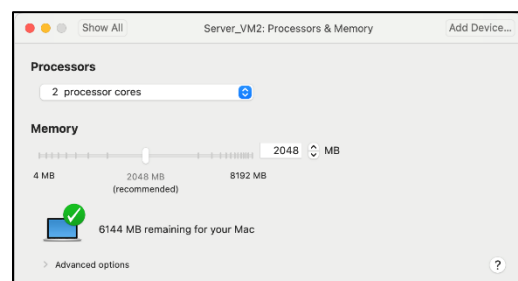 Show All Server_VM2: Processors & Memory Add Device...
Processors
2 processor cores
Memory
2048 MB
4 MB 2048 MB 8192 MB
(recommended)
6144 MB remaining for your Mac
Advanced options ?